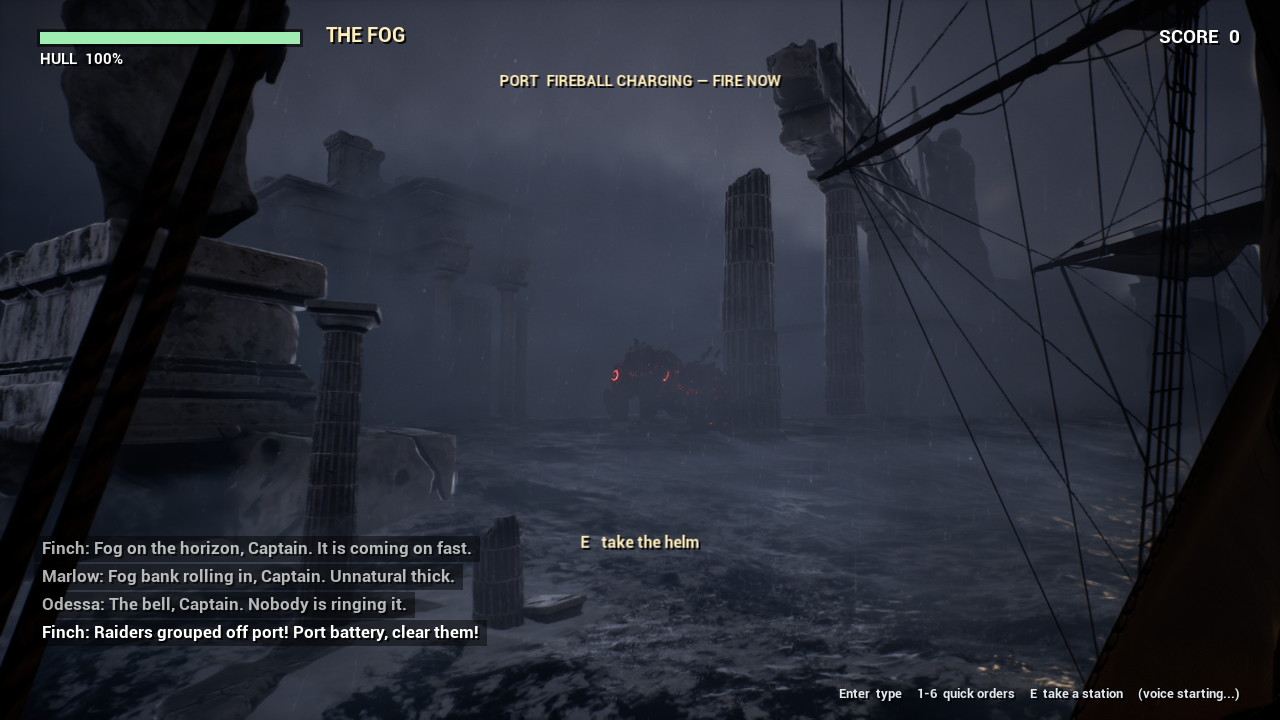 THE FOG
SCORE 0
HULL 100%
PORT FIREBALL CHARGING — FIRE NOW
E take the helm
Finch: Fog on the horizon, Captain. It is coming on fast.
Marlow: Fog bank rolling in, Captain. Unnatural thick.
Odessa: The bell, Captain. Nobody is ringing it.
Finch: Raiders grouped off port! Port battery, clear them!
Enter type 1-6 quick orders E take a station (voice starting...)